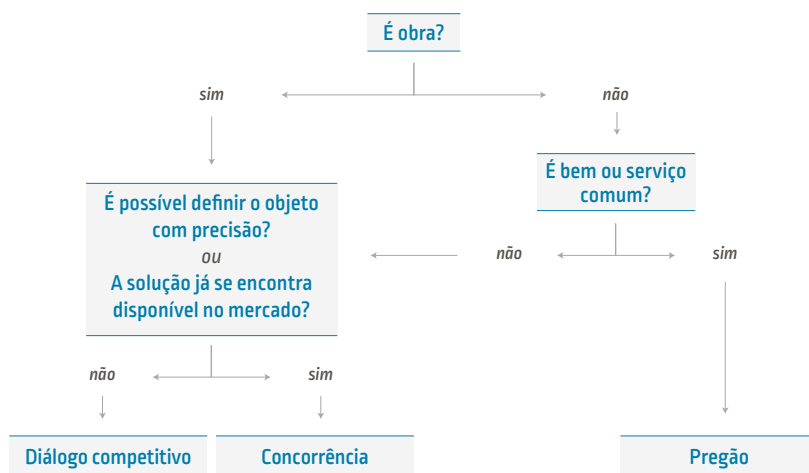 É obra?
sim
não
É bem ou serviço
comum?
É possível definir o objeto
com precisão?
ou
A solução já se encontra
disponível no mercado?
não
sim
não
sim
Diálogo competitivo
Concorrência
Pregão